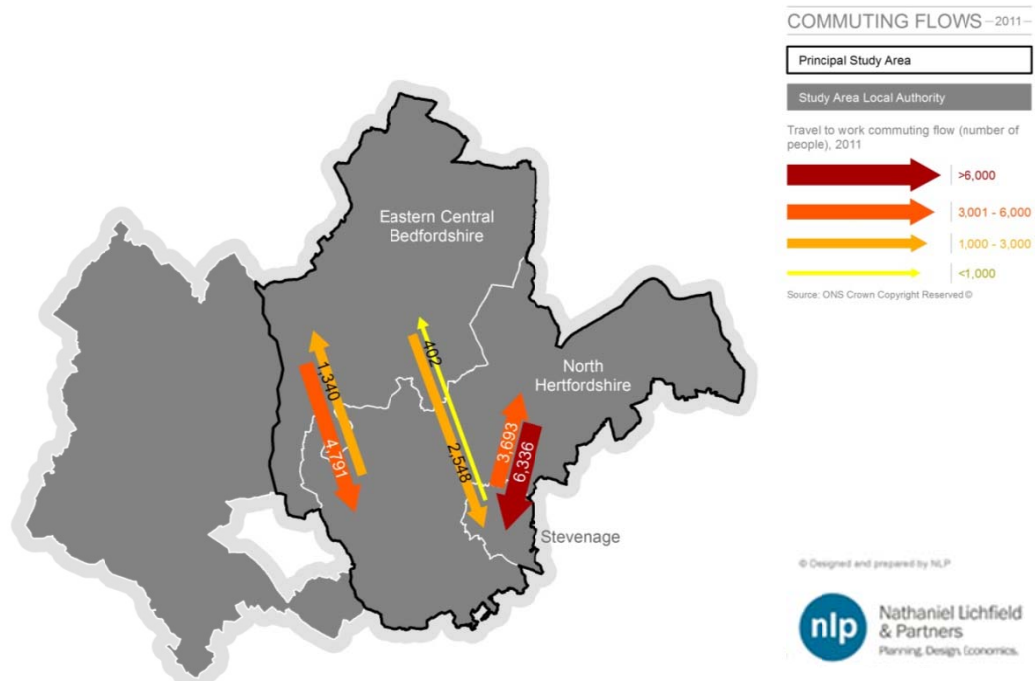 COMMUTING FLOWS – 2011 –
Principal Study Area
Study Area Local Authority
Travel to work commuting flow (number of
people), 2011
>6,000
3,001 - 6,000
1,000 - 3,000
<1,000
Source: ONS Crown Copyright Reserved ©
Eastern Central
Bedfordshire
North
Hertfordshire
402
1,340
4,791
2,548
3,693
6,336
Stevenage
© Designed and prepared by NLP
nlp
Nathaniel Lichfield
& Partners
Planning. Design. Economics.